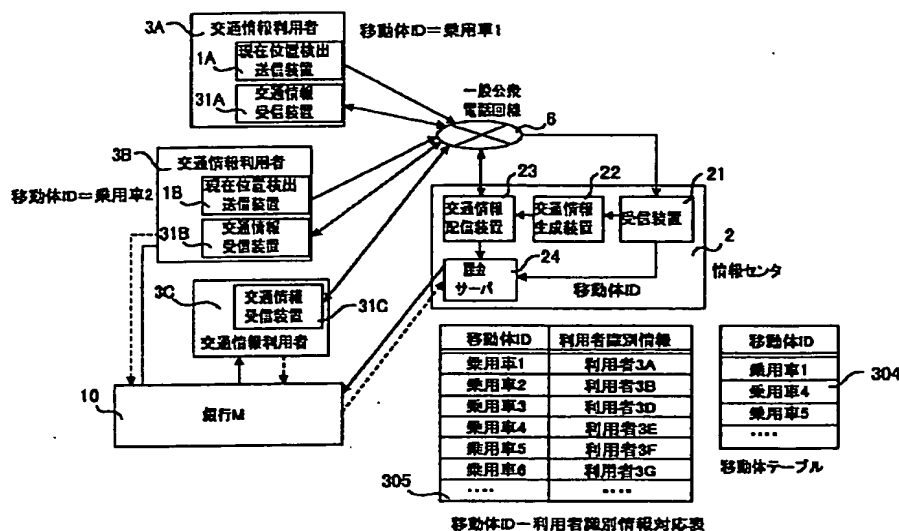 3A
交通情報利用者
移動体ID=乗用車1
1A
現在位置検出
送信装置
31A
交通情報
受信装置
一般公衆
電話回線
6
3B
交通情報利用者
移動体ID=乗用車2
1B
現在位置検出
送信装置
31B
交通情報
受信装置
23
22
21
交通情報
配信装置
交通情報
生成装置
受信装置
2
24
課金
サーバ
移動体ID
情報センタ
3C
交通情報
受信装置
31C
交通情報利用者
10
銀行M
移動体ID
利用者識別情報
乗用車1
利用者3A
乗用車2
利用者3B
乗用車3
利用者3D
乗用車4
利用者3E
乗用車5
利用者3F
乗用車6
利用者3G
‥‥
‥‥
305
移動体ID-利用者識別情報対応表
移動体ID
乗用車1
乗用車4
乗用車5
‥‥
304
移動体テーブル